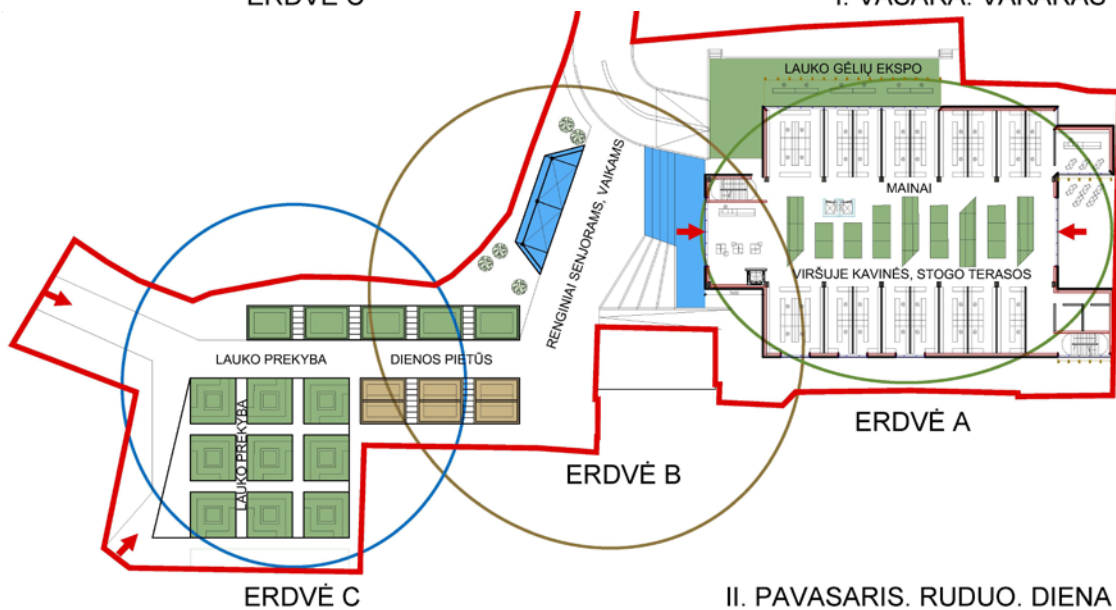 ERDVĖ C
I. VASARA. VAKARAS
LAUKO GĖLIŲ EKSPO
RENGINIAI SENJORAMS, VAIKAMS
MAINAI
VIRŠUJE KAVINĖS, STOGO TERASOS
LAUKO PREKYBA
DIENOS PIETŪS
LAUKO PREKYBA
ERDVĖ A
ERDVĖ B
ERDVĖ C
II. PAVASARIS. RUDUO. DIENA